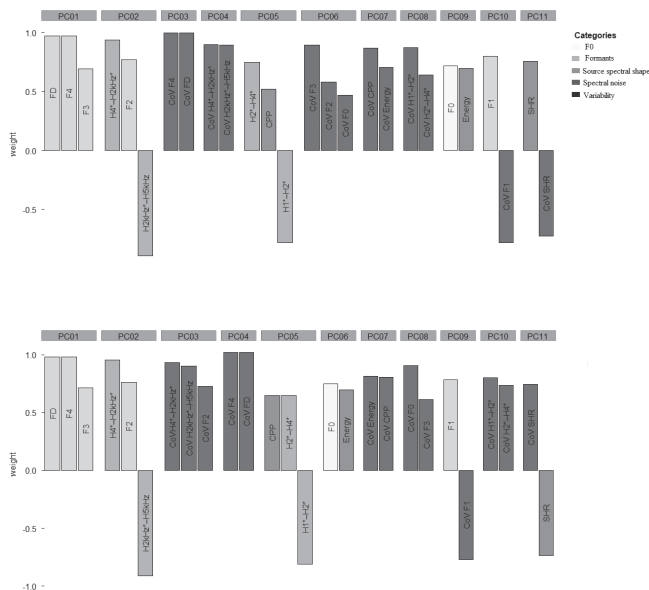 PC01 PC02 PC03 PC04 PC05 PC06 PC07 PC08 PC09 PC10 PC11
Categories
F0
Formants
Source spectral shape
Spectral noise
Variability
weight
1.0
0.5
0.0
-0.5
FD
F4
F3
H4*–H2kHz*
F2
H2kHz*–H5kHz
CoV F4
CoV FD
CoV H4*–H2kHz*
CoV H2kHz*–H5kHz
H2*–H4*
CPP
H1*–H2*
CoV F3
CoV F2
CoV F0
CoV CPP
CoV Energy
CoV H1*–H2*
CoV H2*–H4*
F0
Energy
F1
CoV F1
SHR
CoV SHR
PC01 PC02 PC03 PC04 PC05 PC06 PC07 PC08 PC09 PC10 PC11
weight
1.0
0.5
0.0
-0.5
-1.0
FD
F4
F3
H4*–H2kHz*
F2
H2kHz*–H5kHz
CoVH4*–H2kHz*
CoV H2kHz*–H5kHz
CoV F2
CoV F4
CoV FD
CPP
H2*–H4*
H1*–H2*
F0
Energy
CoV Energy
CoV CPP
CoV F0
CoV F3
F1
CoV F1
CoV H1*–H2*
CoV H2*–H4*
CoV SHR
SHR